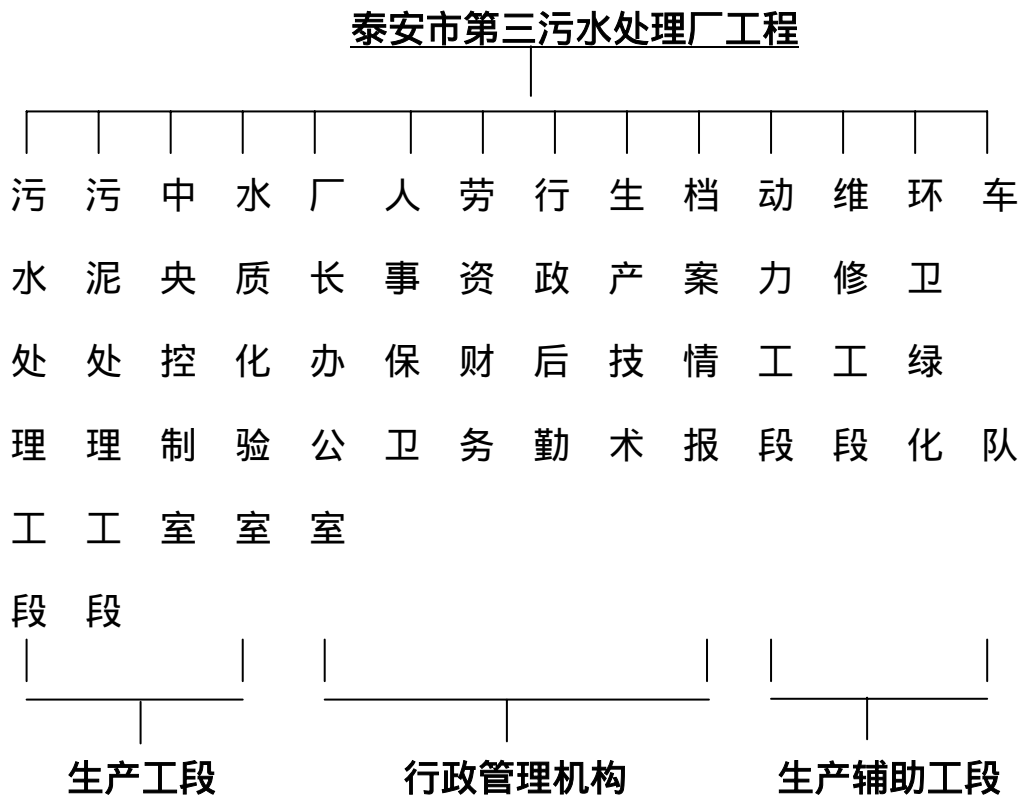 泰安市第三污水处理厂工程
污水处理工段
污泥处理工段
中央控制室
水质化验室
厂长办公室
人事保卫
劳资财务
行政后勤
生产技术
档案情报
动力工段
维修工段
环卫绿化
车队
生产工段
行政管理机构
生产辅助工段